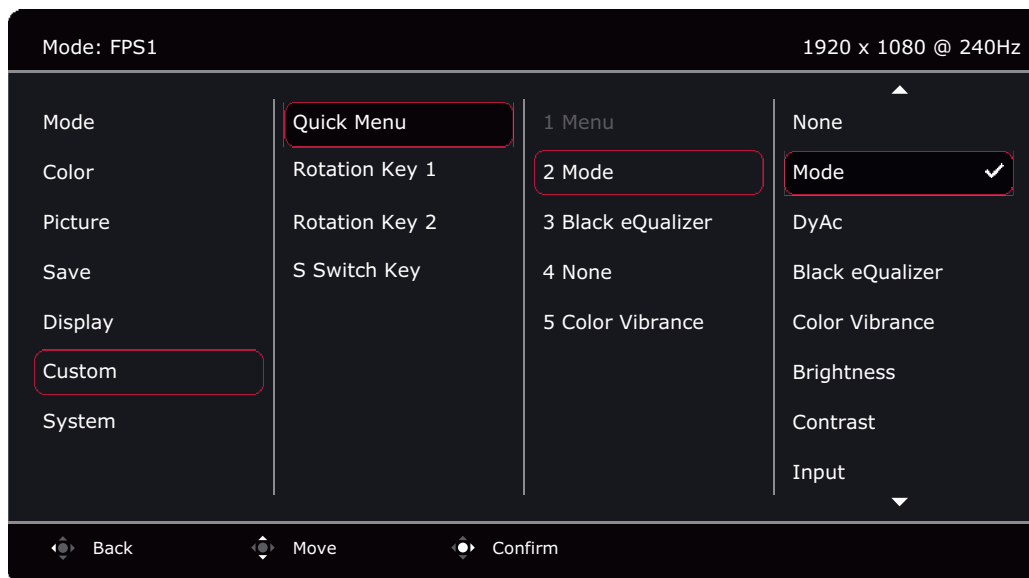 Mode: FPS1
1920 x 1080 @ 240Hz
Mode
Color
Picture
Save
Display
Custom
System
Quick Menu
Rotation Key 1
Rotation Key 2
S Switch Key
1 Menu
2 Mode
3 Black eQualizer
4 None
5 Color Vibrance
None
Mode
DyAc
Black eQualizer
Color Vibrance
Brightness
Contrast
Input
Back
Move
Confirm